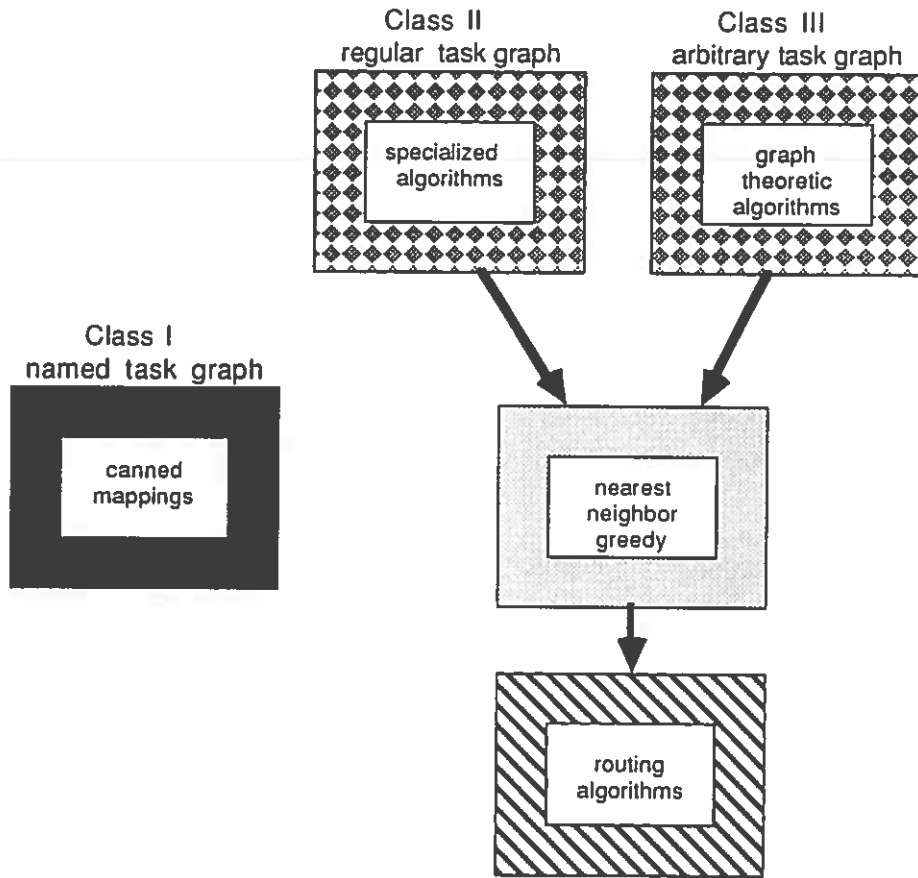 Class II
regular task graph
specialized
algorithms
Class III
arbitrary task graph
graph
theoretic
algorithms
Class I
named task graph
canned
mappings
nearest
neighbor
greedy
routing
algorithms